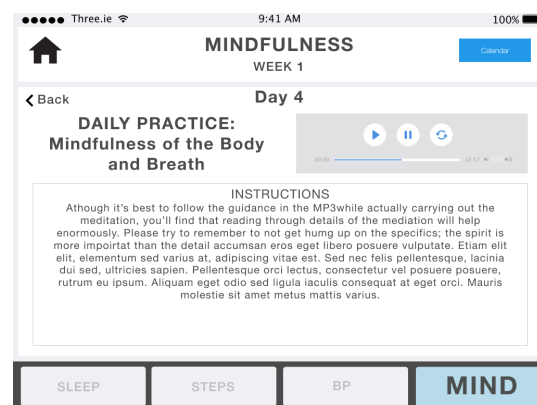 Three.ie 9:41 AM 100%
MINDFULNESS
WEEK 1
Calendar
Back
Day 4
DAILY PRACTICE:
Mindfulness of the Body
and Breath
00:00 32:57
INSTRUCTIONS
Athough it's best to follow the guidance in the MP3while actually carrying out the
meditation, you'll find that reading through details of the mediation will help
enormously. Please try to remember to not get humg up on the specifics; the spirit is
more impoirtat than the detail accumsan eros eget libero posuere vulputate. Etiam elit
elit, elementum sed varius at, adipiscing vitae est. Sed nec felis pellentesque, lacinia
dui sed, ultricies sapien. Pellentesque orci lectus, consectetur vel posuere posuere,
rutrum eu ipsum. Aliquam eget odio sed ligula iaculis consequat at eget orci. Mauris
molestie sit amet metus mattis varius.
SLEEP STEPS BP MIND